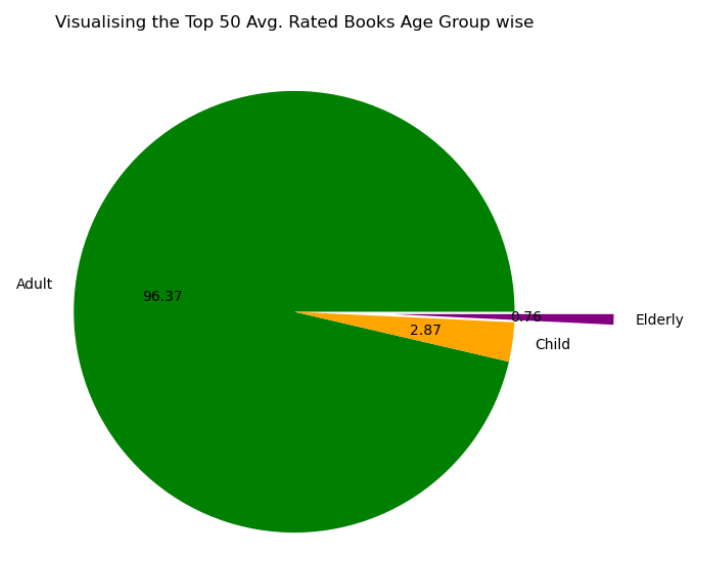 Visualising the Top 50 Avg. Rated Books Age Group wise
Adult
96.37
0.76
Elderly
2.87
Child